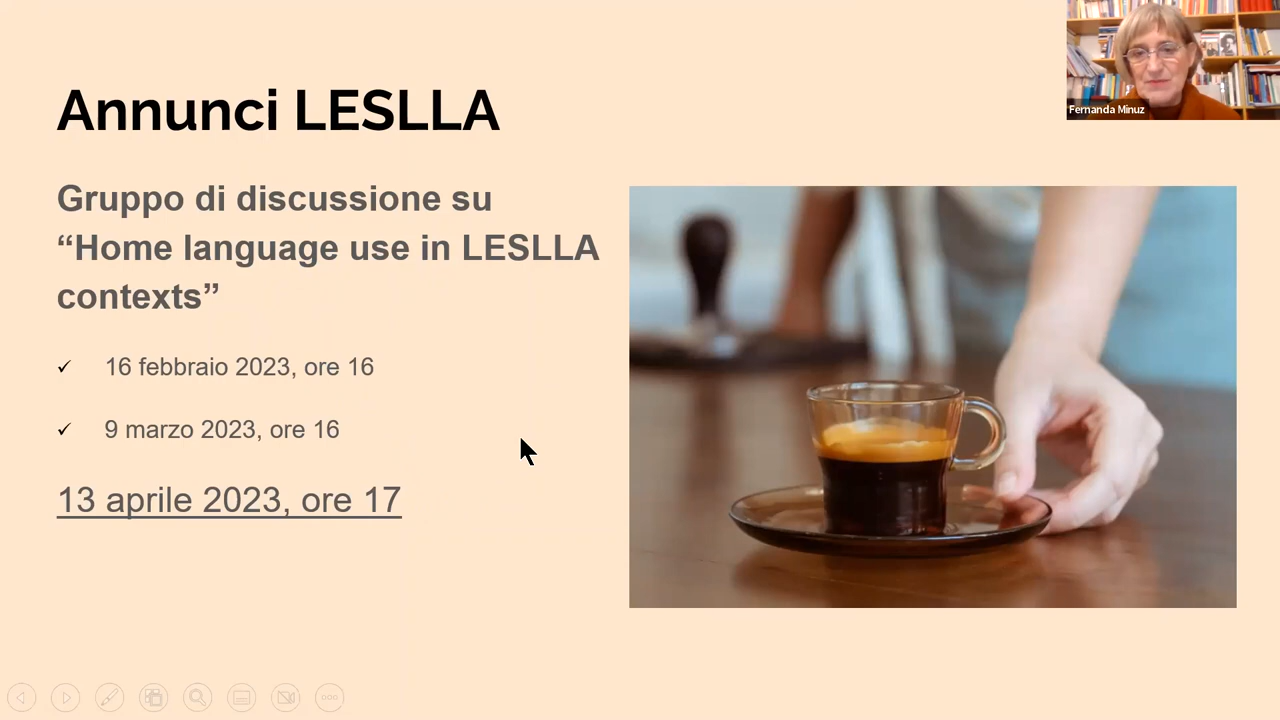 Annunci LESLLA
Fernanda Minuz
Gruppo di discussione su
“Home language use in LESLLA
contexts”
16 febbraio 2023, ore 16
9 marzo 2023, ore 16
13 aprile 2023, ore 17